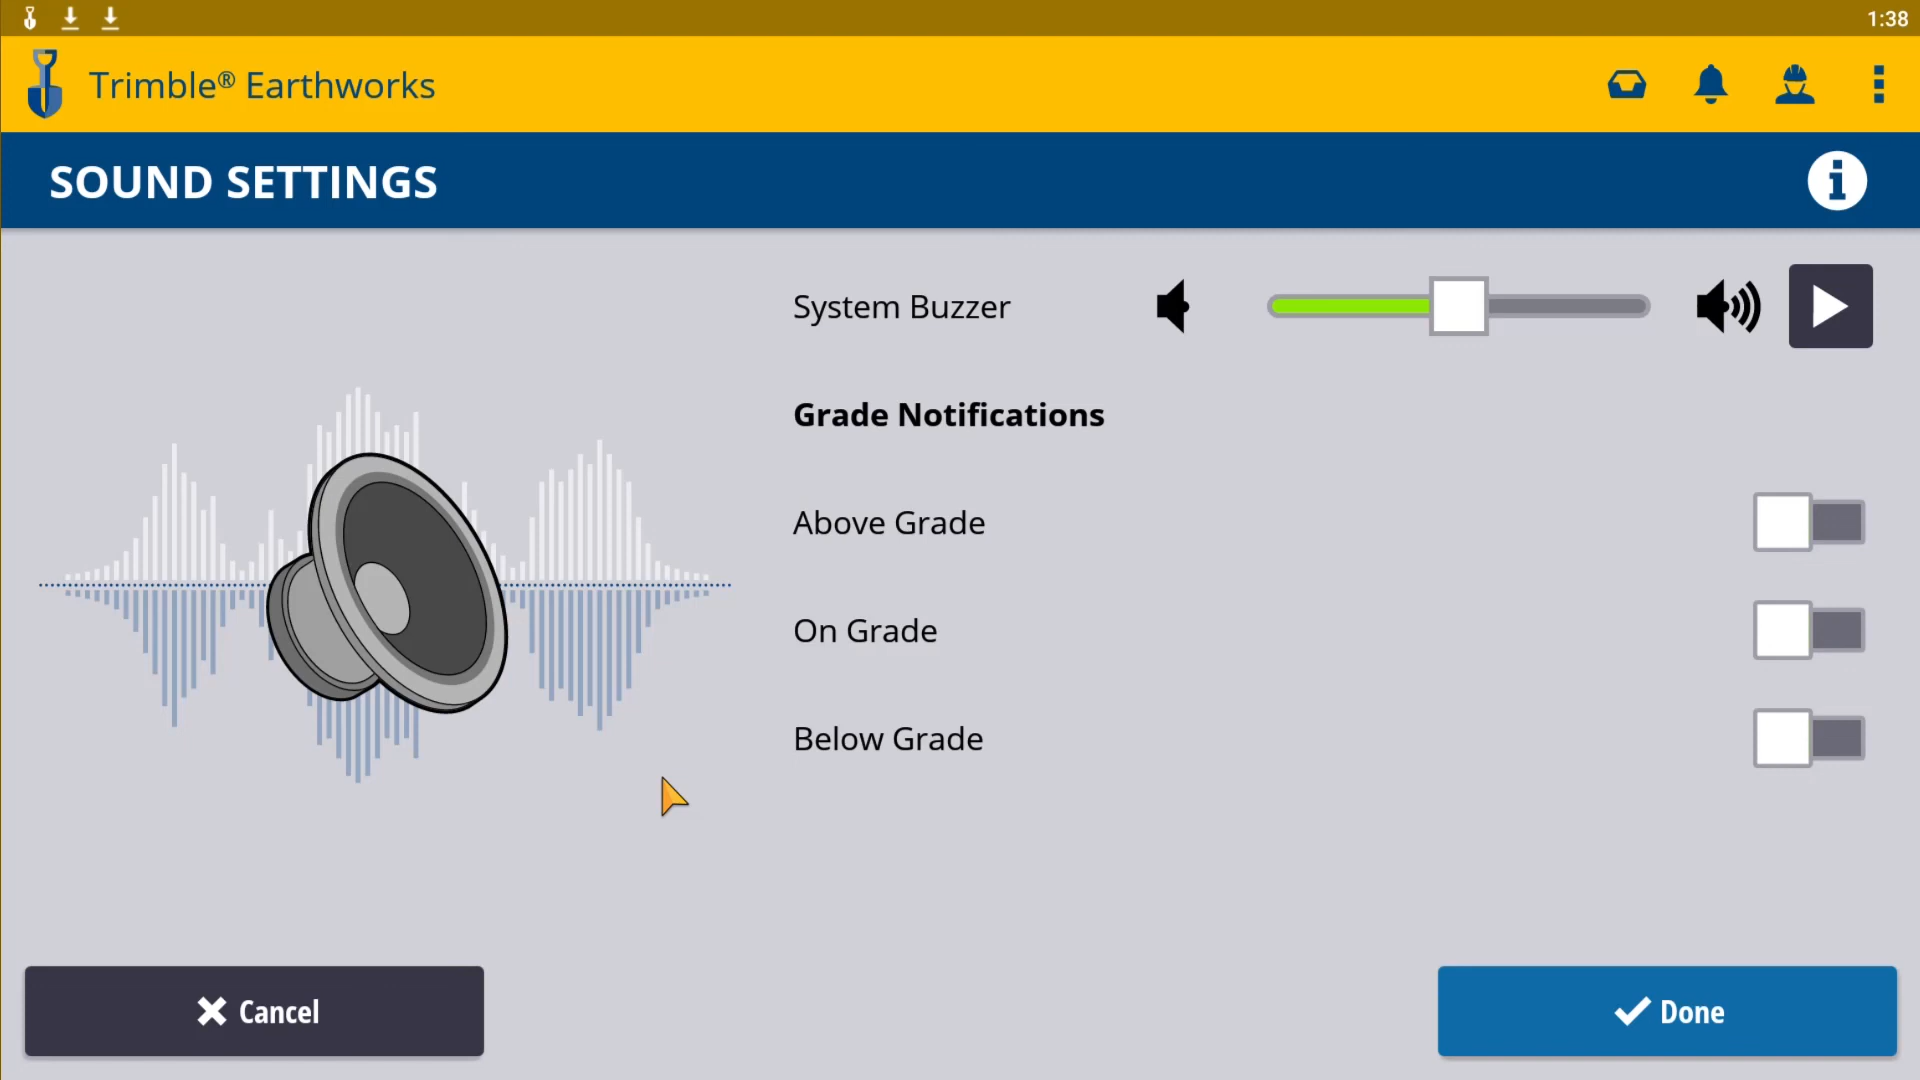 1:38
Trimble® Earthworks
SOUND SETTINGS
System Buzzer
Grade Notifications
Above Grade
On Grade
Below Grade
Cancel
Done